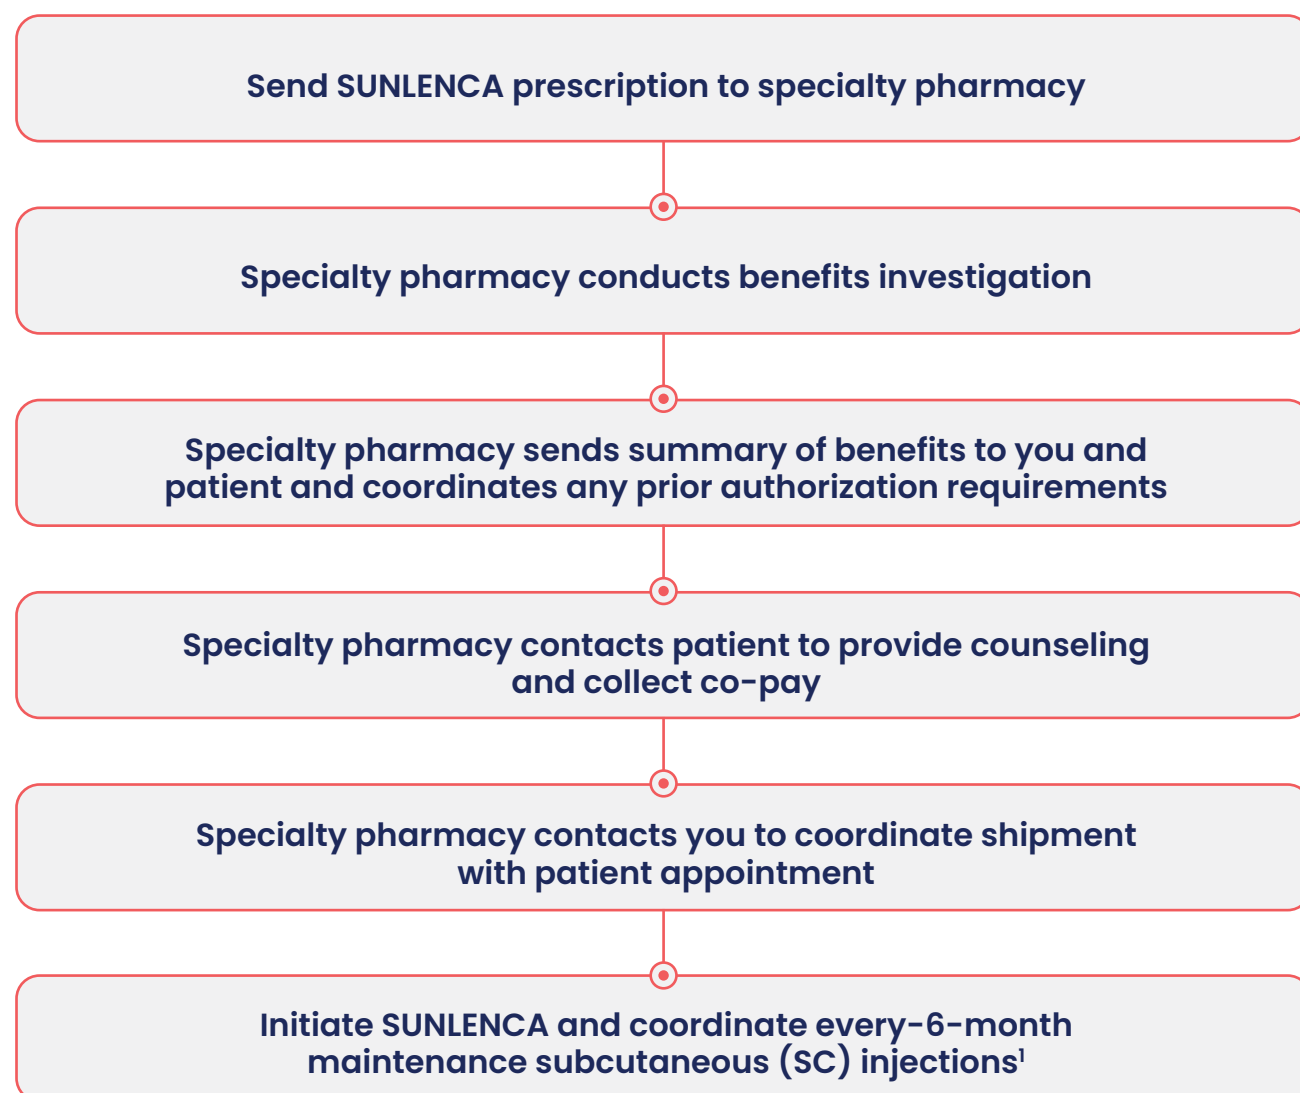 Send SUNLENCA prescription to specialty pharmacy
Specialty pharmacy conducts benefits investigation
Specialty pharmacy sends summary of benefits to you and
patient and coordinates any prior authorization requirements
Specialty pharmacy contacts patient to provide counseling
and collect co-pay
Specialty pharmacy contacts you to coordinate shipment
with patient appointment
Initiate SUNLENCA and coordinate every-6-month
maintenance subcutaneous (SC) injections¹